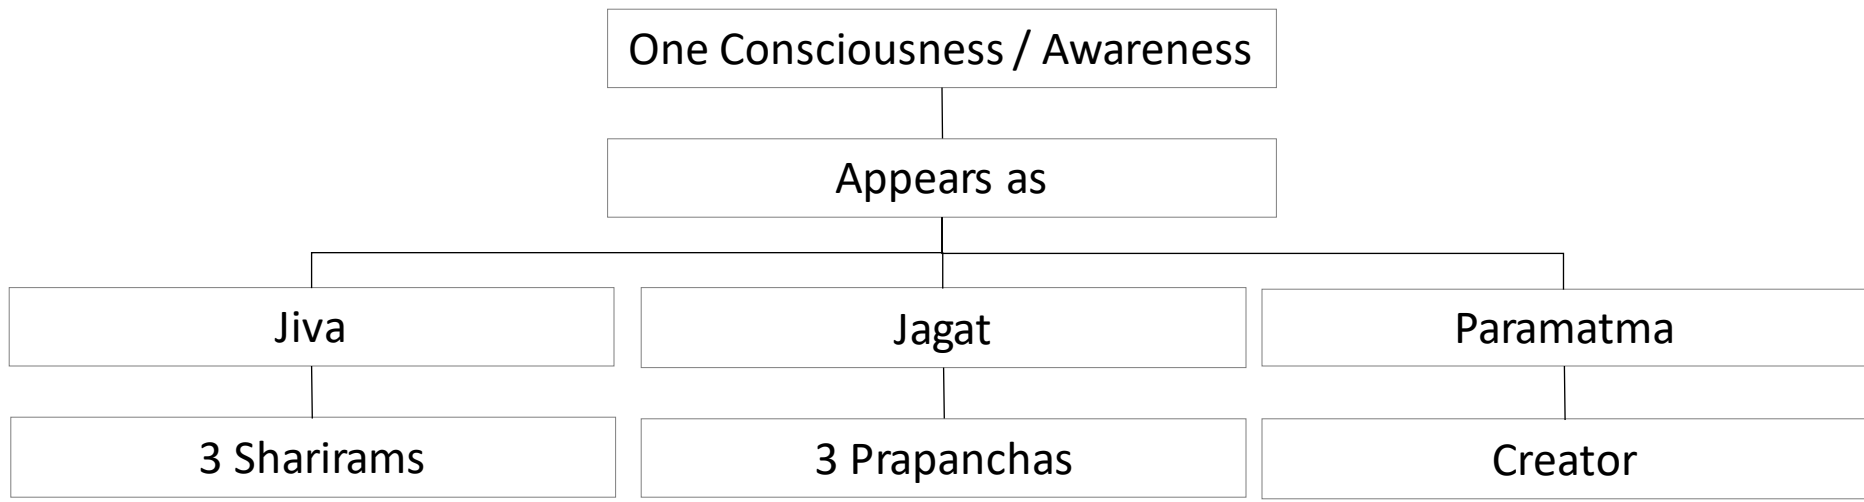 One Consciousness / Awareness
Appears as
Jiva
Jagat
Paramatma
3 Sharirams
3 Prapanchas
Creator